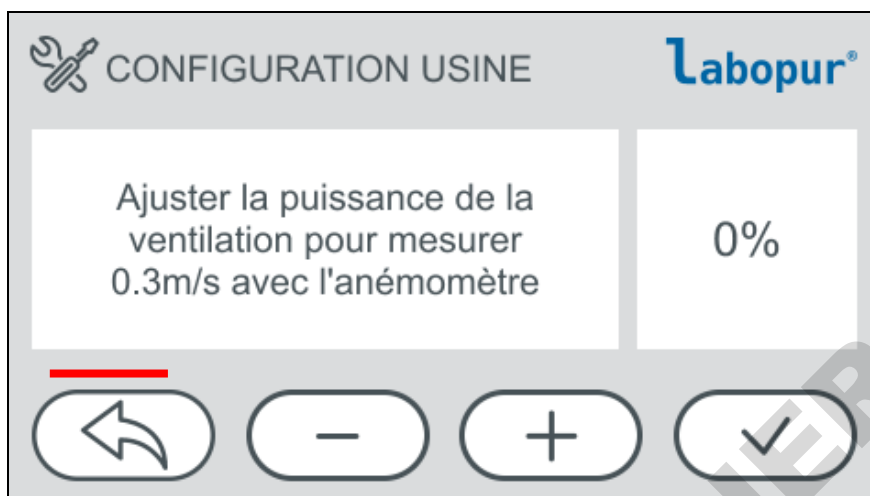 CONFIGURATION USINE
Labopur®
Ajuster la puissance de la
ventilation pour mesurer
0.3m/s avec l'anémomètre
0%